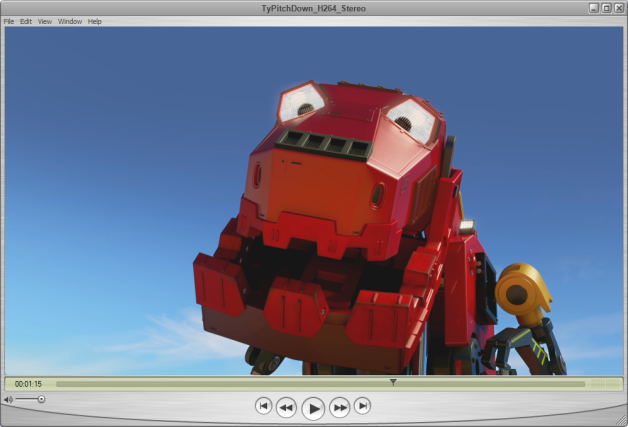 TyPitchDown_H264_Stereo
File Edit View Window Help
00:01:15